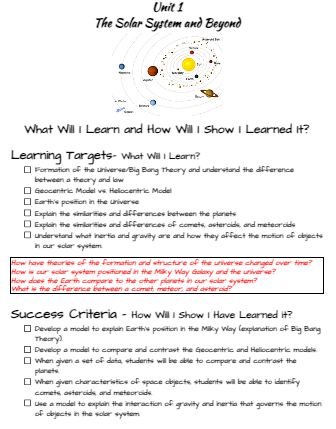 Unit 1
The Solar System and Beyond
What Will I Learn and How Will I Show I Learned It?
Learning Targets- What Will I Learn?
Formation of the Universe/Big Bang Theory and understand the difference
between a theory and law
Geocentric Model vs Heliocentric Model
Earth's position in the Universe
Explain the similarities and differences between the planets
Explain the similarities and differences of comets, asteroids, and meteoroids
Understand what inertia and gravity are and how they affect the motion of objects
in our solar system.
How have theories of the formation and structure of the universe changed over time?
How is our solar system positioned in the Milky Way Galaxy and the universe?
How does the Earth compare to the other planets in our solar system?
What is the difference between a comet, meteor, and asteroid?
Success Criteria - How Will I Show I Have Learned It?
Develop a model to explain Earth's position in the Milky Way (explanation of Big Bang
Theory).
Develop a model to compare and contrast the Geocentric and Heliocentric models.
When given a set of data, students will be able to compare and contrast the
planets.
When given characteristics of space objects, students will be able to identify
comets, asteroids, and meteoroids.
Use a model to explain the interaction of gravity and inertia that governs the motion
of objects in the solar system.